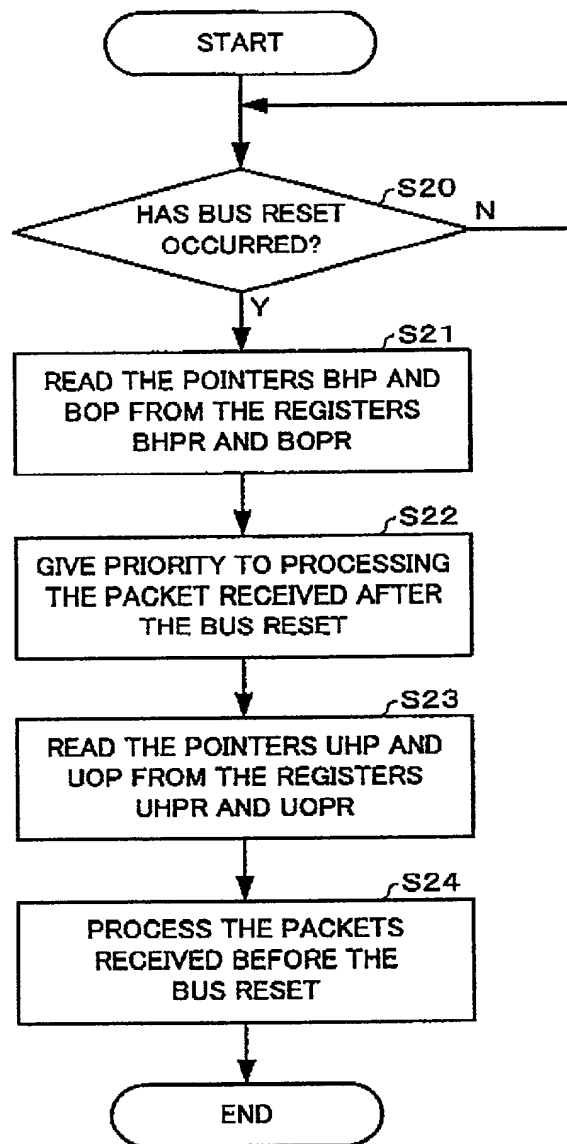 START
S20
HAS BUS RESET
OCCURRED?
N
Y
S21
READ THE POINTERS BHP AND
BOP FROM THE REGISTERS
BHPR AND BOPR
S22
GIVE PRIORITY TO PROCESSING
THE PACKET RECEIVED AFTER
THE BUS RESET
S23
READ THE POINTERS UHP AND
UOP FROM THE REGISTERS
UHPR AND UOPR
S24
PROCESS THE PACKETS
RECEIVED BEFORE THE
BUS RESET
END